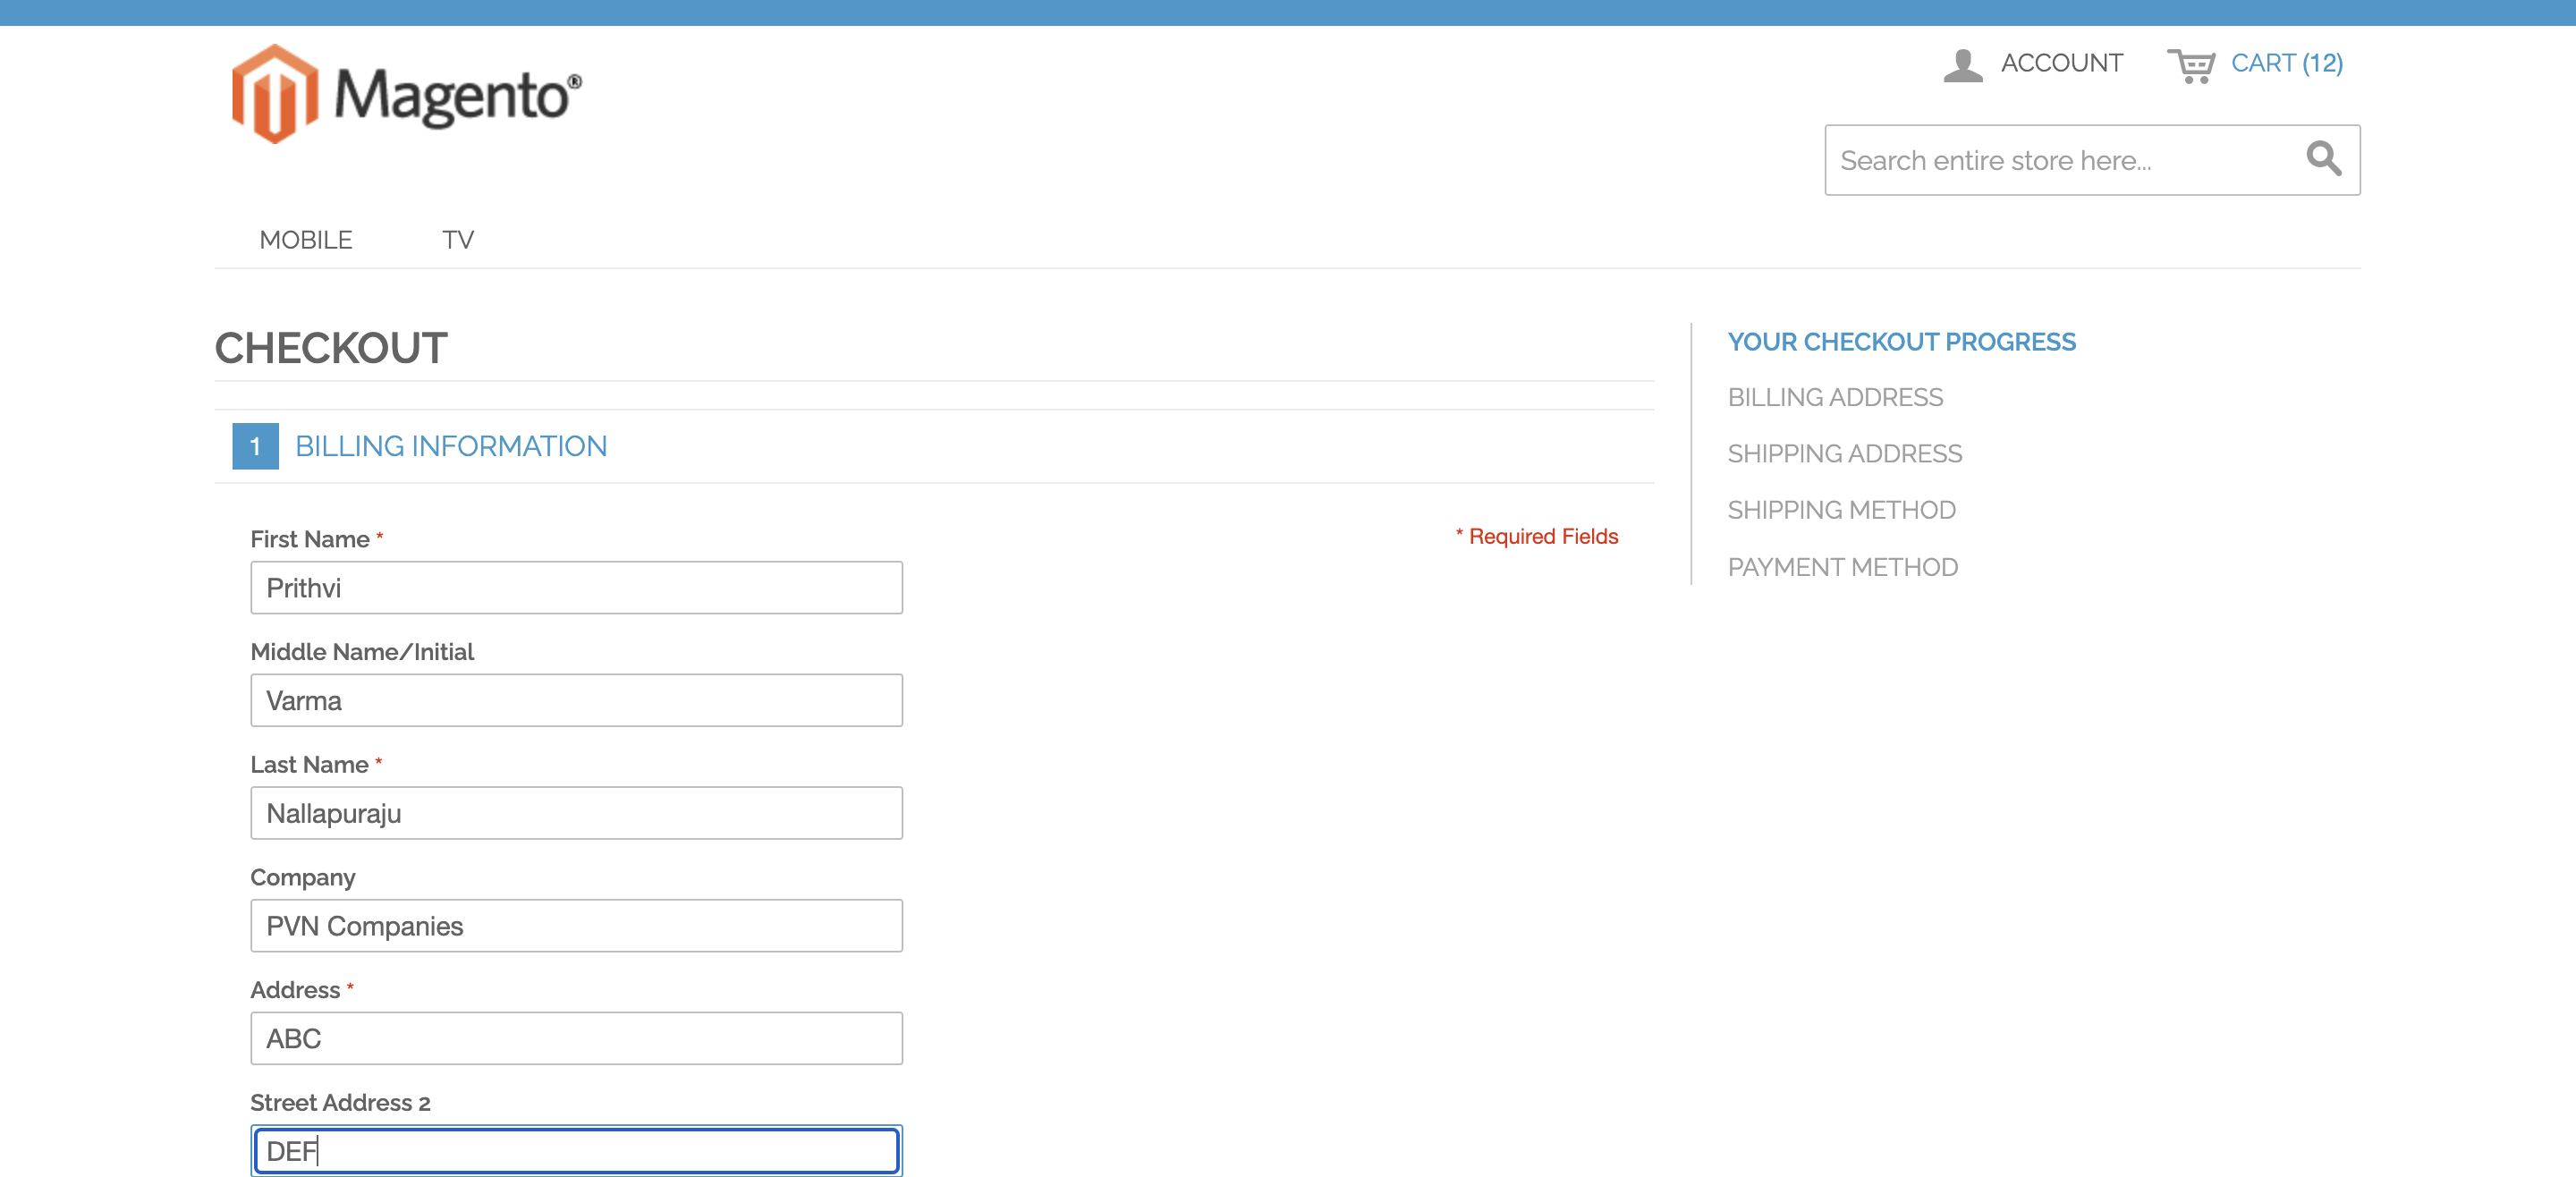 Magento®
ACCOUNT
CART (12)
Search entire store here...
MOBILE
TV
CHECKOUT
1 BILLING INFORMATION
* Required Fields
First Name *
Prithvi
Middle Name/Initial
Varma
Last Name *
Nallapuraju
Company
PVN Companies
Address *
ABC
Street Address 2
DEF
YOUR CHECKOUT PROGRESS
BILLING ADDRESS
SHIPPING ADDRESS
SHIPPING METHOD
PAYMENT METHOD